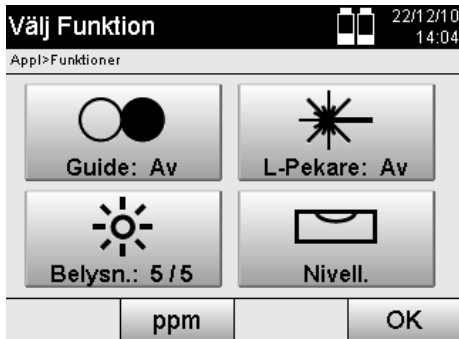 Välj Funktion
22/12/10
14:04
Appl>Funktioner
Guide: Av
L-Pekare: Av
Belysn.: 5/5
Nivell.
ppm
OK